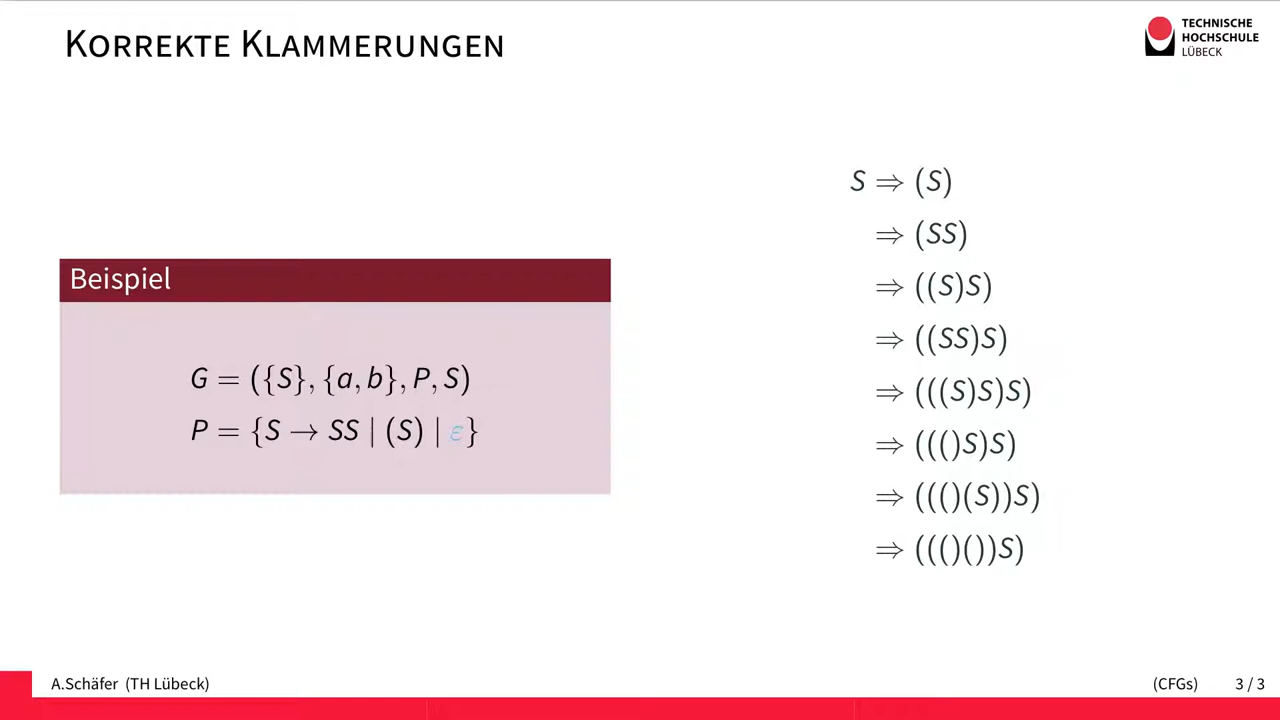 KORREKTE KLAMMERUNGEN
TECHNISCHE
HOCHSCHULE
LÜBECK
Beispiel
G = ({S}, {a, b}, P, S)
P = {S → SS | (S) | ε}
S ⇒ (S)
⇒ (SS)
⇒ ((S)S)
⇒ ((SS)S)
⇒ (((S)S)S)
⇒ ((()S)S)
⇒ ((()(S))S)
⇒ ((()())S)
A.Schäfer (TH Lübeck)
(CFGs) 3 / 3